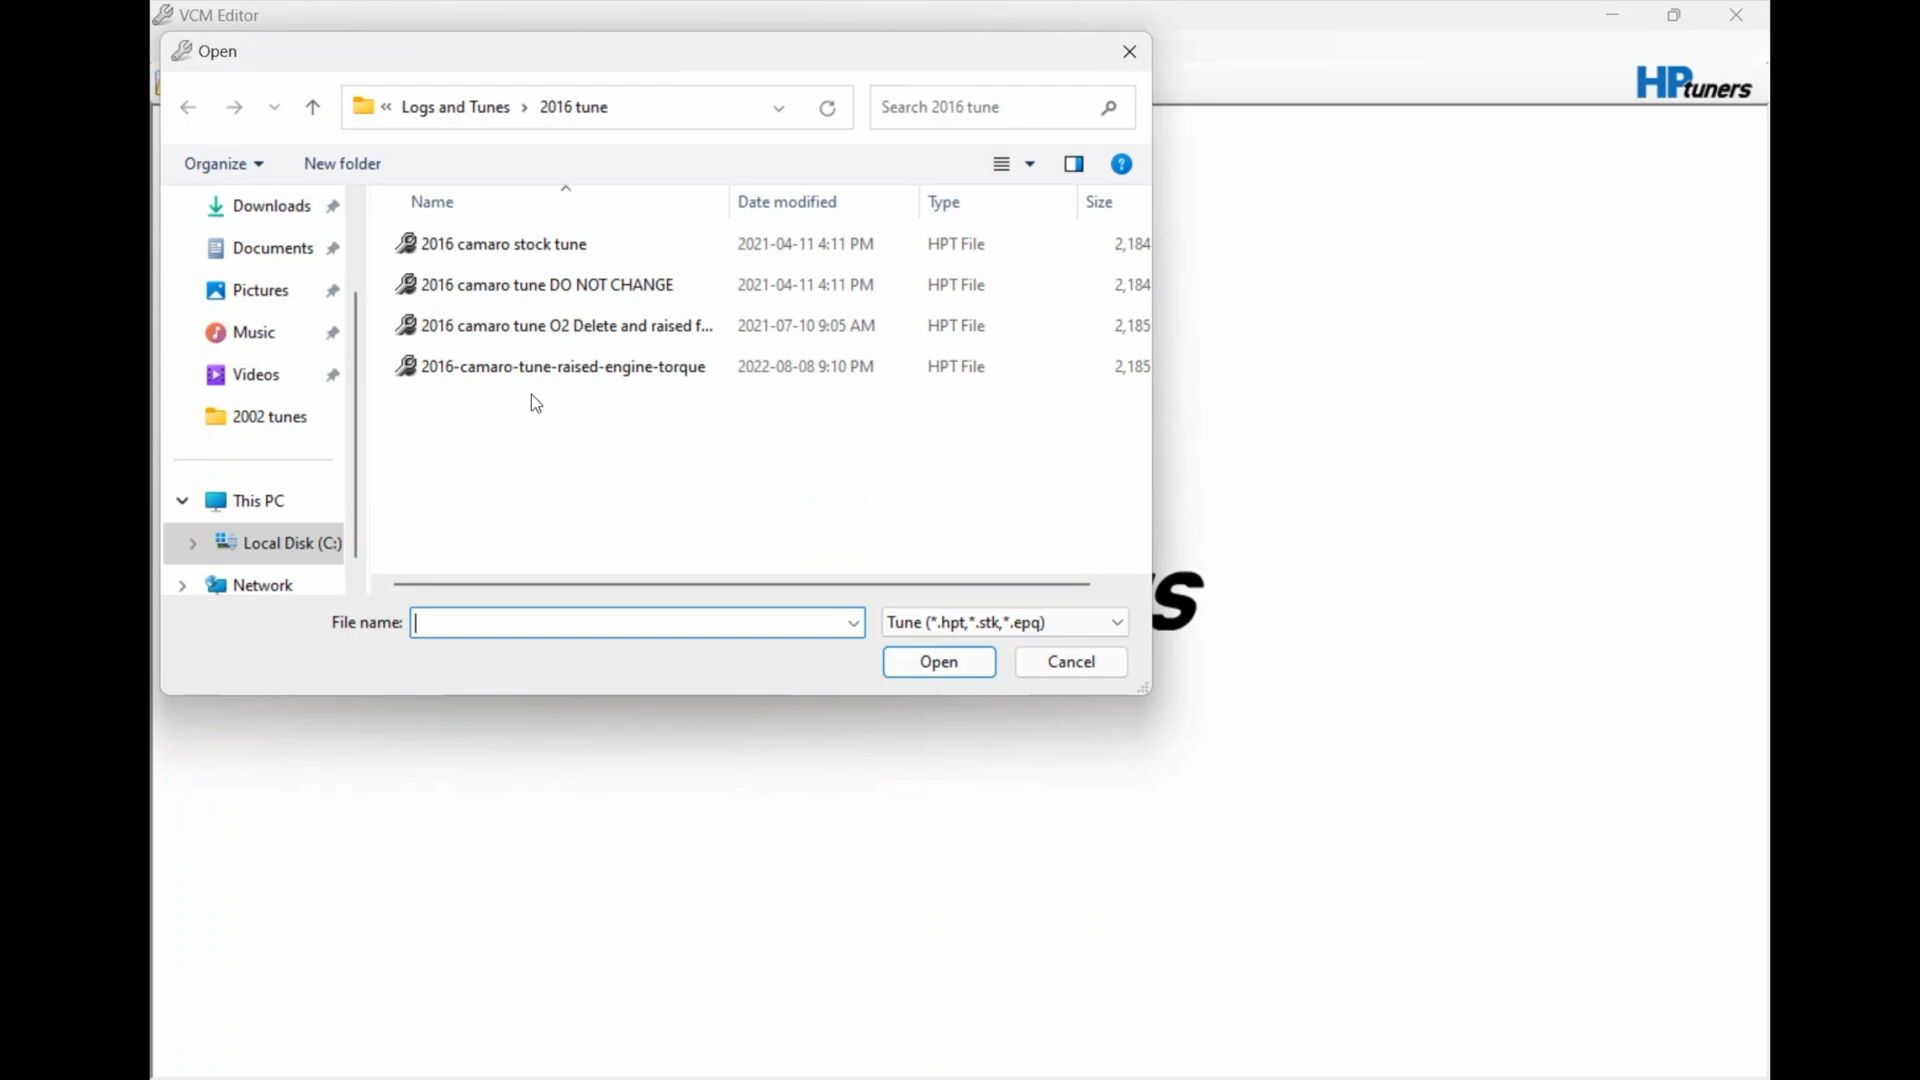 VCM Editor
Open
HPtuners
« Logs and Tunes › 2016 tune
Search 2016 tune
Organize
New folder
?
Name
Date modified
Type
Size
Downloads
Documents
Pictures
Music
Videos
2002 tunes
This PC
Local Disk (C:)
Network
2016 camaro stock tune 2021-04-11 4:11 PM HPT File 2,184
2016 camaro tune DO NOT CHANGE 2021-04-11 4:11 PM HPT File 2,184
2016 camaro tune O2 Delete and raised f... 2021-07-10 9:05 AM HPT File 2,185
2016-camaro-tune-raised-engine-torque 2022-08-08 9:10 PM HPT File 2,185
s
File name:
Tune (*.hpt,*.stk,*.epq)
Open
Cancel